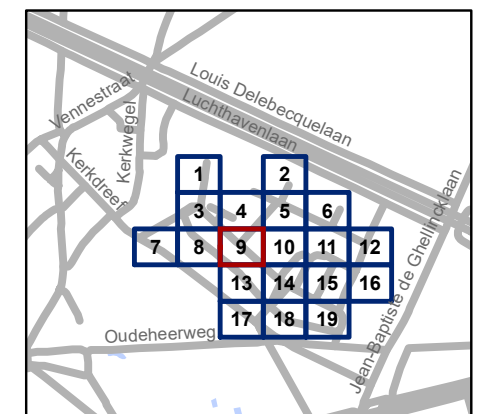 Louis Delebecquelaan
Luchthavenlaan
Vennestraat
Kerkwegel
Kerkdreef
1 2
3 4 5 6
7 8 9 10 11 12
13 14 15 16
17 18 19
Jean-Baptiste de Ghellincklaan
Oudeheerweg